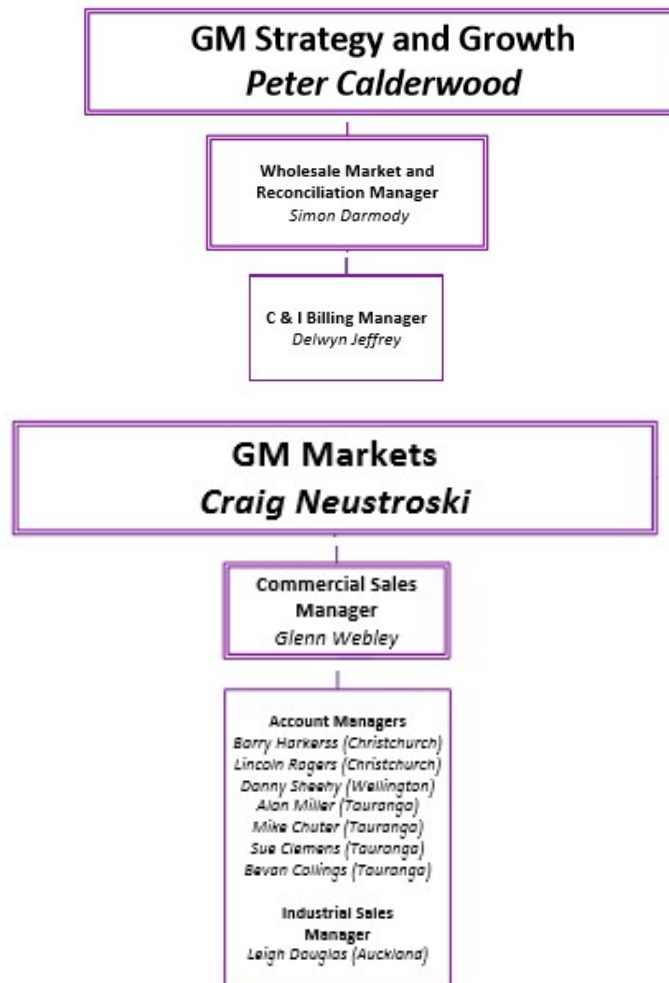 GM Strategy and Growth
Peter Calderwood
Wholesale Market and
Reconciliation Manager
Simon Darmody
C & I Billing Manager
Delwyn Jeffrey
GM Markets
Craig Neustroski
Commercial Sales
Manager
Glenn Webley
Account Managers
Barry Harkerss (Christchurch)
Lincoln Rogers (Christchurch)
Danny Sheehy (Wellington)
Alan Miller (Tauranga)
Mike Chuter (Tauranga)
Sue Clemens (Tauranga)
Bevan Collings (Tauranga)
Industrial Sales
Manager
Leigh Douglas (Auckland)